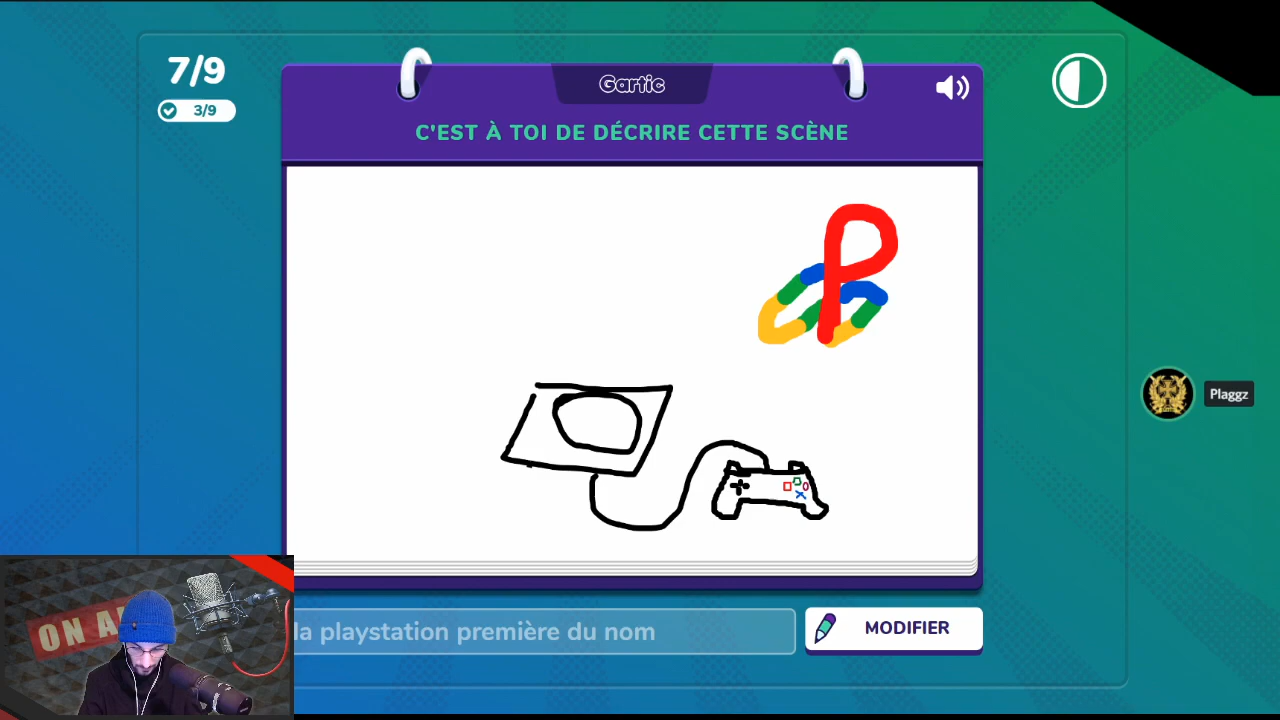 7/9
3/9
Gartic
C'EST À TOI DE DÉCRIRE CETTE SCÈNE
P
Plaggz
ON A
la playstation première du nom
MODIFIER